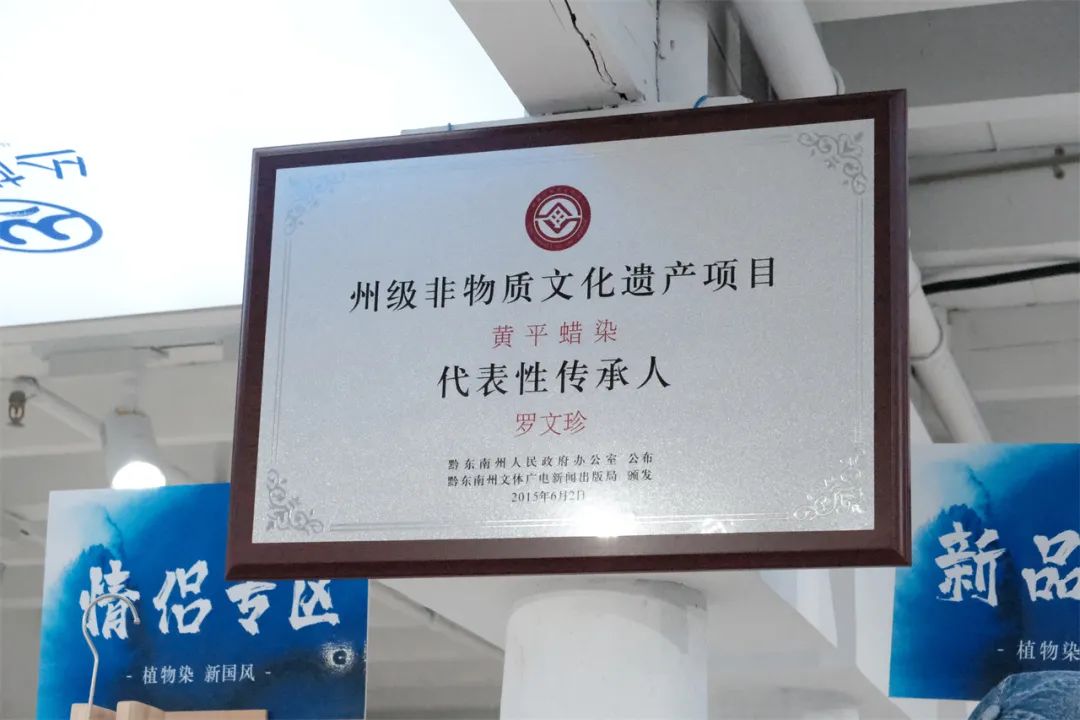 州级非物质文化遗产项目
黄平蜡染
代表性传承人
罗文珍
黔东南州人民政府办公室 公布
黔东南州文体广电新闻出版局 颁发
2015年6月2日
情侣专区
- 植物染 新国风 -
新品
- 植物染